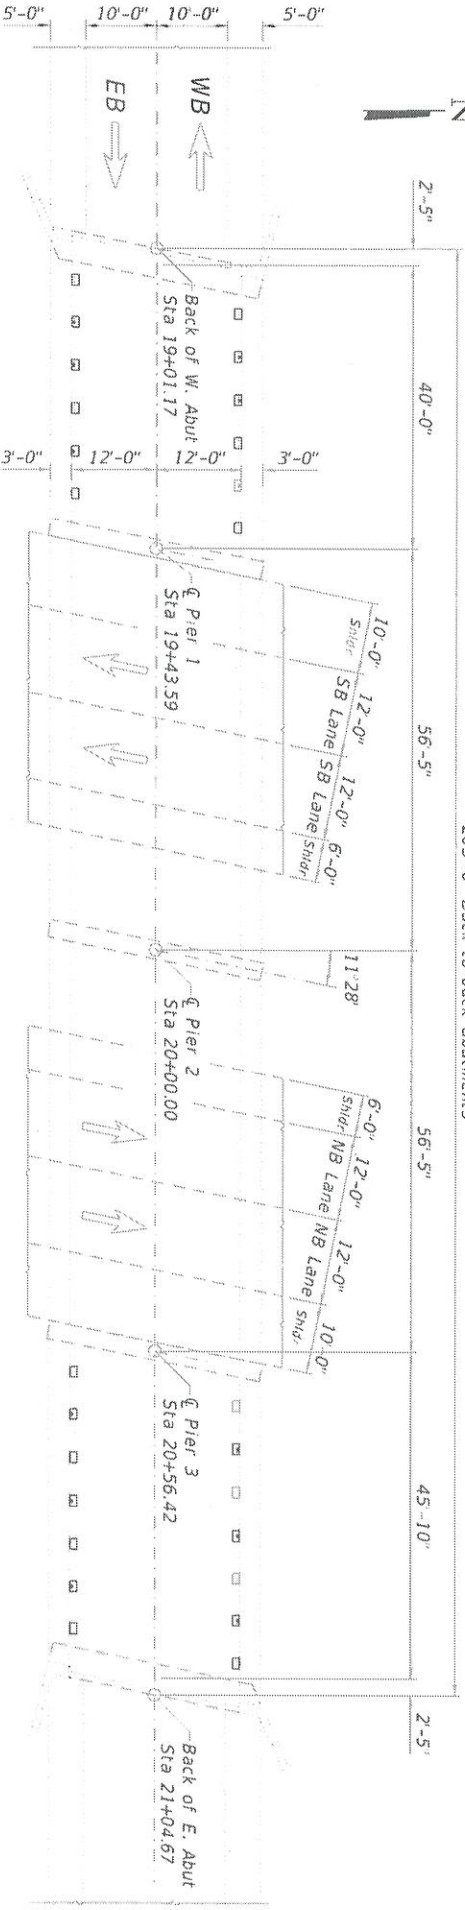 N
WB
EB
5'-0"
10'-0"
10'-0"
5'-0"
2'-5"
40'-0"
56'-5"
56'-5"
45'-10"
2'-5"
Back of W. Abut
Sta 19+01.17
3'-0"
12'-0"
12'-0"
3'-0"
℄ Pier 1
Sta 19+43.59
10'-0"
Shldr
12'-0"
SB Lane
12'-0"
SB Lane
6'-0"
Shldr
11°28'
℄ Pier 2
Sta 20+00.00
6'-0"
Shldr
12'-0"
NB Lane
12'-0"
NB Lane
10'-0"
Shldr
℄ Pier 3
Sta 20+56.42
Back of E. Abut
Sta 21+04.67